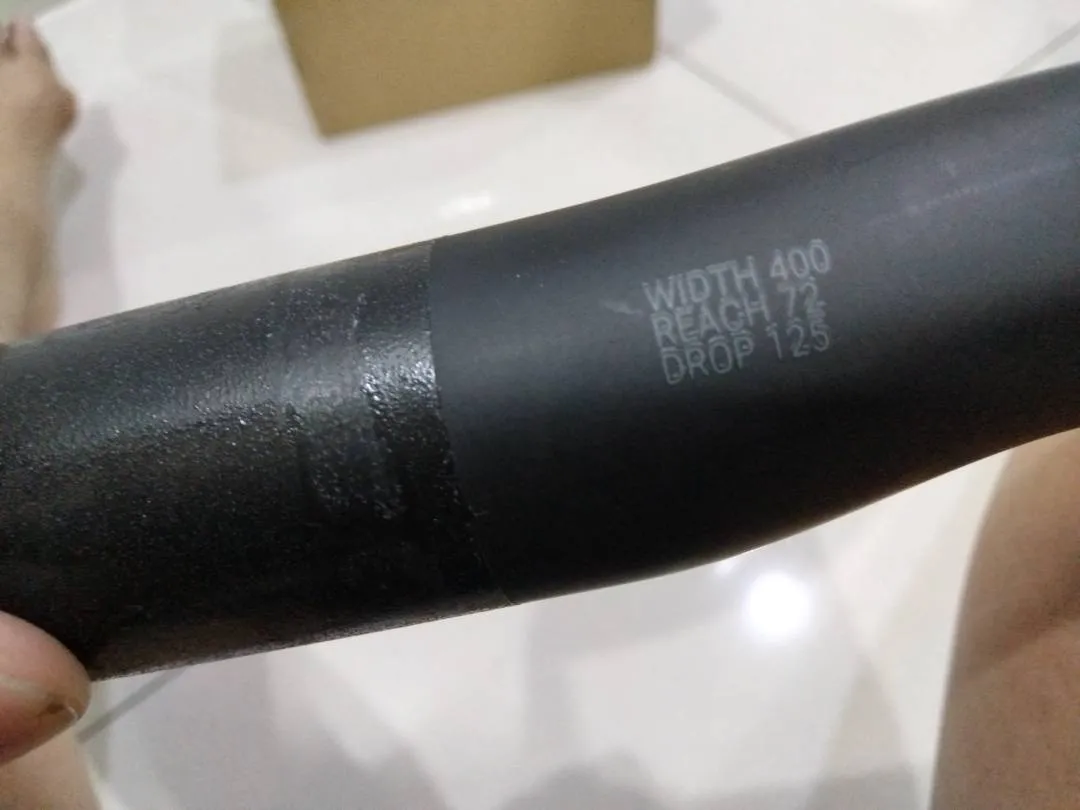 WIDTH 400
REACH 72
DROP 125